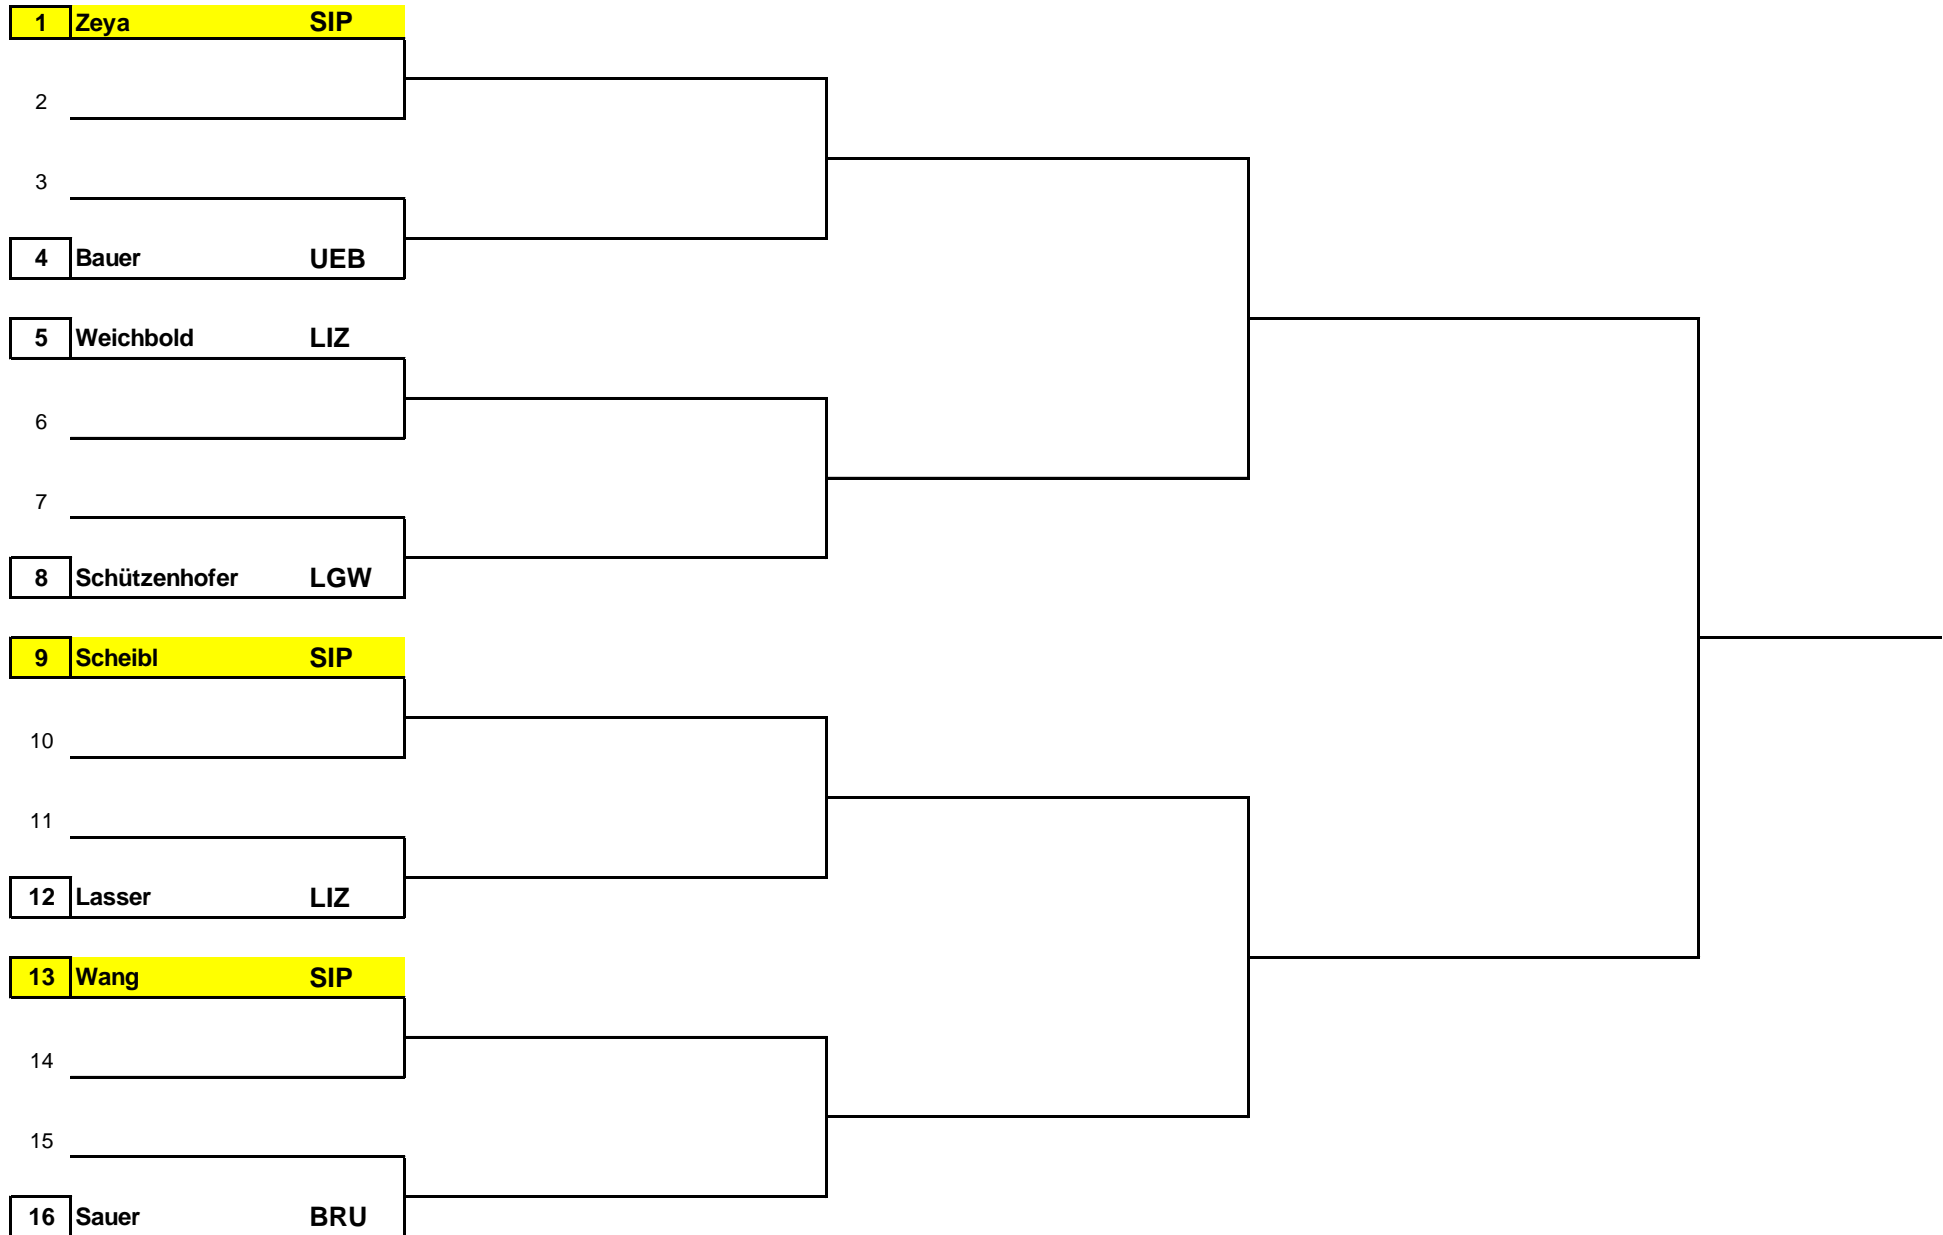 1 Zeya SIP
2
3
4 Bauer UEB
5 Weichbold LIZ
6
7
8 Schützenhofer LGW
9 Scheibl SIP
10
11
12 Lasser LIZ
13 Wang SIP
14
15
16 Sauer BRU